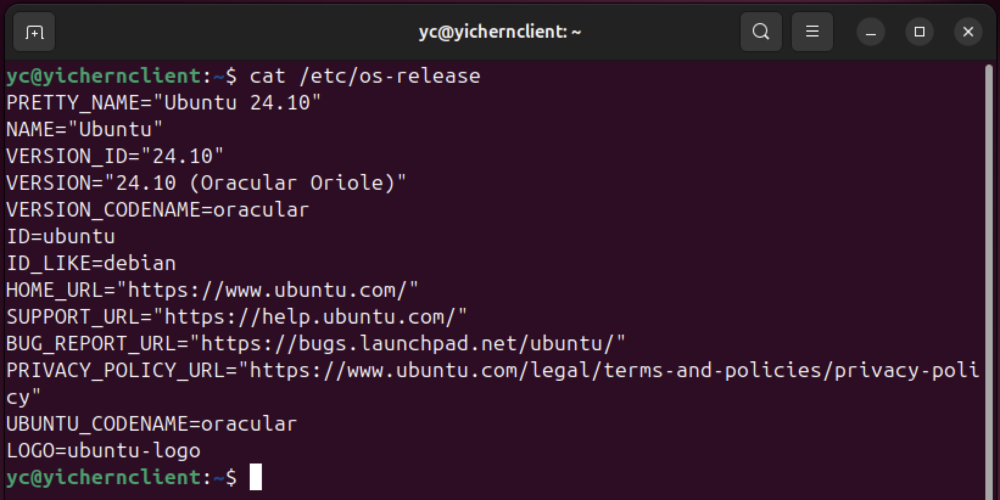 yc@yichernclient: ~
yc@yichernclient:~$ cat /etc/os-release
PRETTY_NAME="Ubuntu 24.10"
NAME="Ubuntu"
VERSION_ID="24.10"
VERSION="24.10 (Oracular Oriole)"
VERSION_CODENAME=oracular
ID=ubuntu
ID_LIKE=debian
HOME_URL="https://www.ubuntu.com/"
SUPPORT_URL="https://help.ubuntu.com/"
BUG_REPORT_URL="https://bugs.launchpad.net/ubuntu/"
PRIVACY_POLICY_URL="https://www.ubuntu.com/legal/terms-and-policies/privacy-poli
cy"
UBUNTU_CODENAME=oracular
LOGO=ubuntu-logo
yc@yichernclient:~$